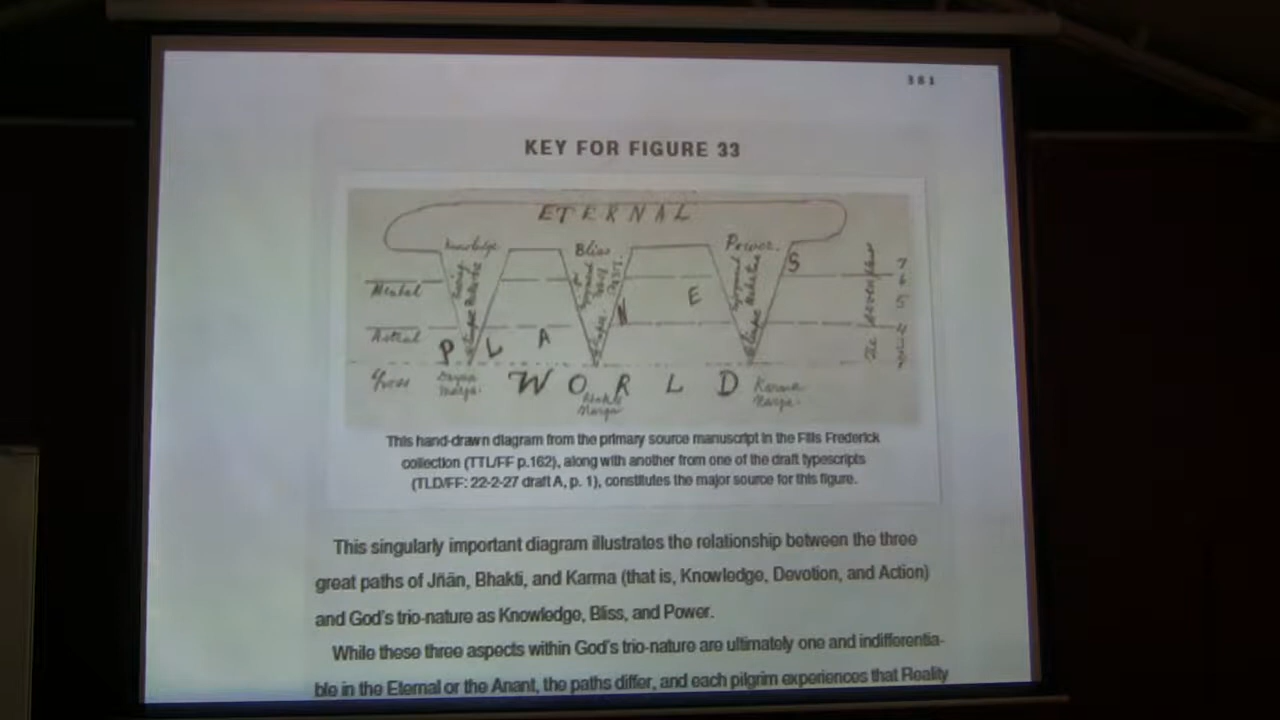 381
KEY FOR FIGURE 33
ETERNAL
Knowledge Bliss Power.
S 7
Mental 6
N E 5
Astral 4
P L A
Gross W O R L D Karma
Marga. Marga Marga.
This hand-drawn diagram from the primary source manuscript in the Filis Frederick
collection (TTL/FF p.162), along with another from one of the draft typescripts
(TLD/FF: 22-2-27 draft A, p. 1), constitutes the major source for this figure.
This singularly important diagram illustrates the relationship between the three
great paths of Jñān, Bhakti, and Karma (that is, Knowledge, Devotion, and Action)
and God's trio-nature as Knowledge, Bliss, and Power.
While these three aspects within God's trio-nature are ultimately one and indifferentia-
ble in the Eternal or the Anant, the paths differ, and each pilgrim experiences that Reality